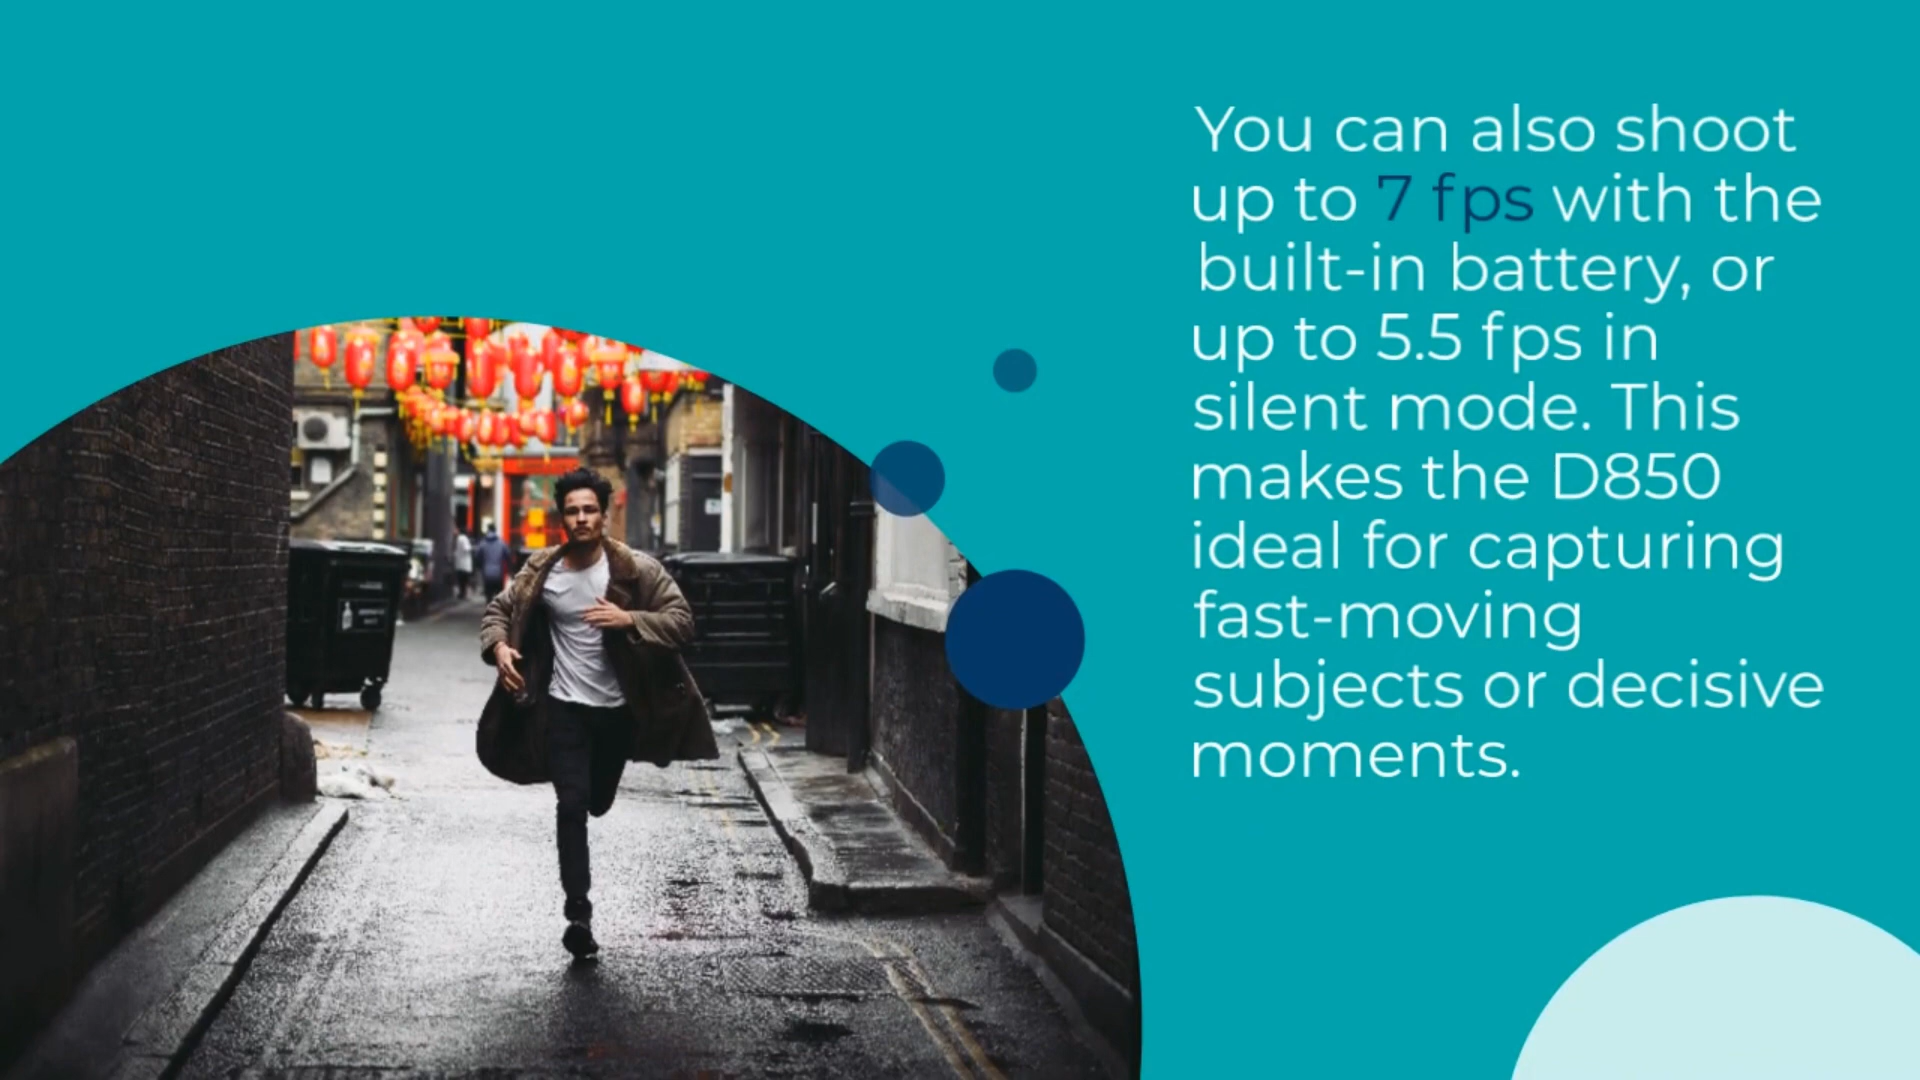 You can also shoot
up to 7 fps with the
built-in battery, or
up to 5.5 fps in
silent mode. This
makes the D850
ideal for capturing
fast-moving
subjects or decisive
moments.